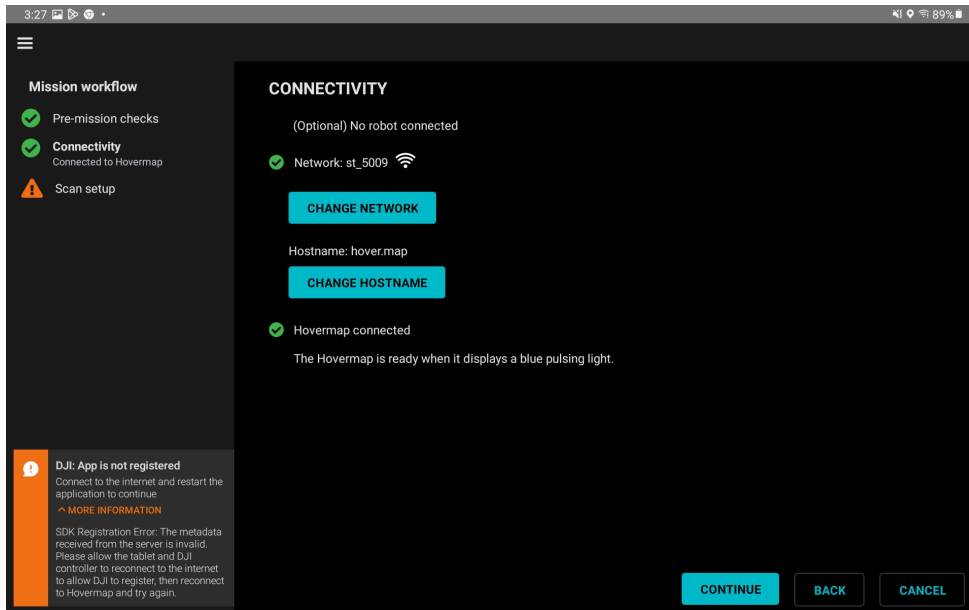 3:27
89%
Mission workflow
Pre-mission checks
Connectivity
Connected to Hovermap
Scan setup
CONNECTIVITY
(Optional) No robot connected
Network: st_5009
CHANGE NETWORK
Hostname: hover.map
CHANGE HOSTNAME
Hovermap connected
The Hovermap is ready when it displays a blue pulsing light.
DJI: App is not registered
Connect to the internet and restart the
application to continue
MORE INFORMATION
SDK Registration Error: The metadata
received from the server is invalid.
Please allow the tablet and DJI
controller to reconnect to the internet
to allow DJI to register, then reconnect
to Hovermap and try again.
CONTINUE
BACK
CANCEL